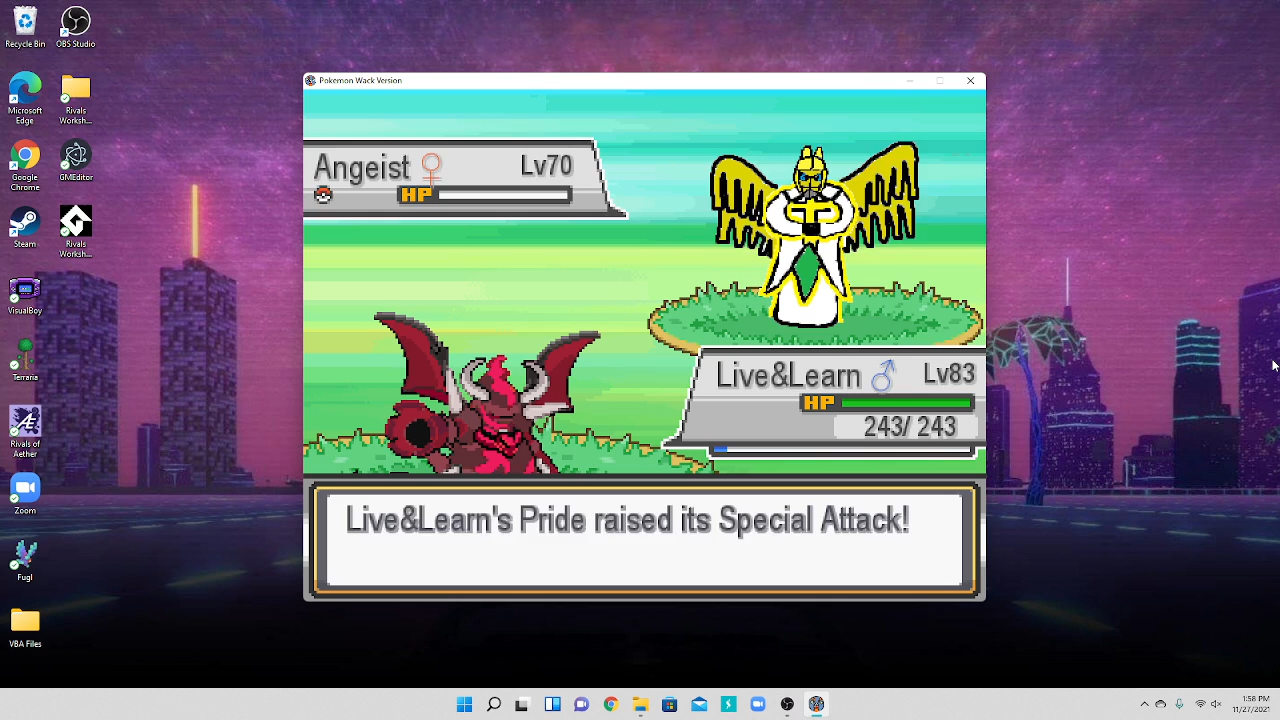 Recycle Bin
OBS Studio
Microsoft
Edge
Rivals
Worksh...
Google
Chrome
GMEditor
Steam
Rivals
Worksh...
VisualBoy
Terraria
Rivals of
Aether
Zoom
Fugl
VBA Files
Pokemon Wack Version
Angeist ♀ Lv70
HP
Live&Learn ♂ Lv83
HP
243/ 243
Live&Learn's Pride raised its Special Attack!
1:58 PM
11/27/2021